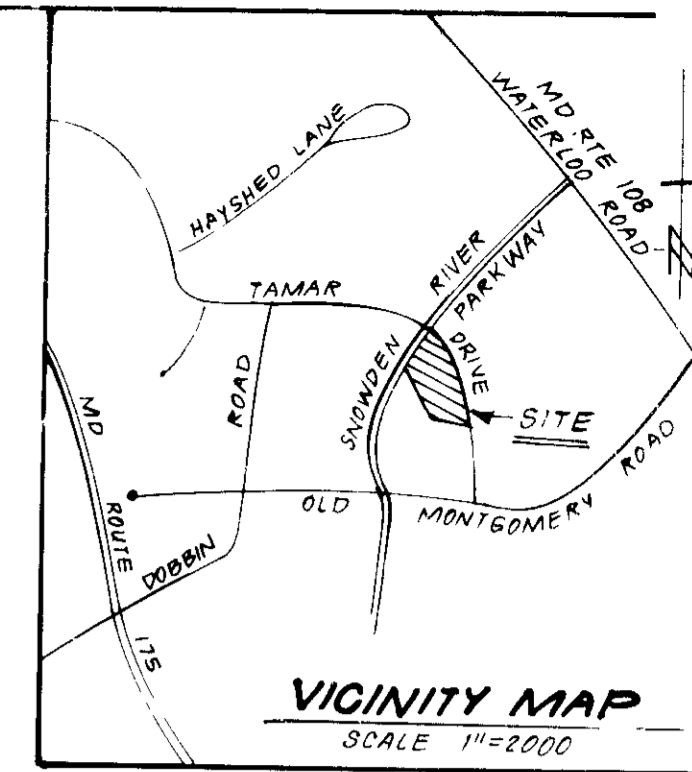 HAYSHED LANE
MD RTE 108
WATERLOO ROAD
SNOWDEN RIVER PARKWAY
TAMAR DRIVE
DOBBIN ROAD
SITE
MD ROUTE 175
OLD MONTGOMERY ROAD
VICINITY MAP
SCALE 1"=2000